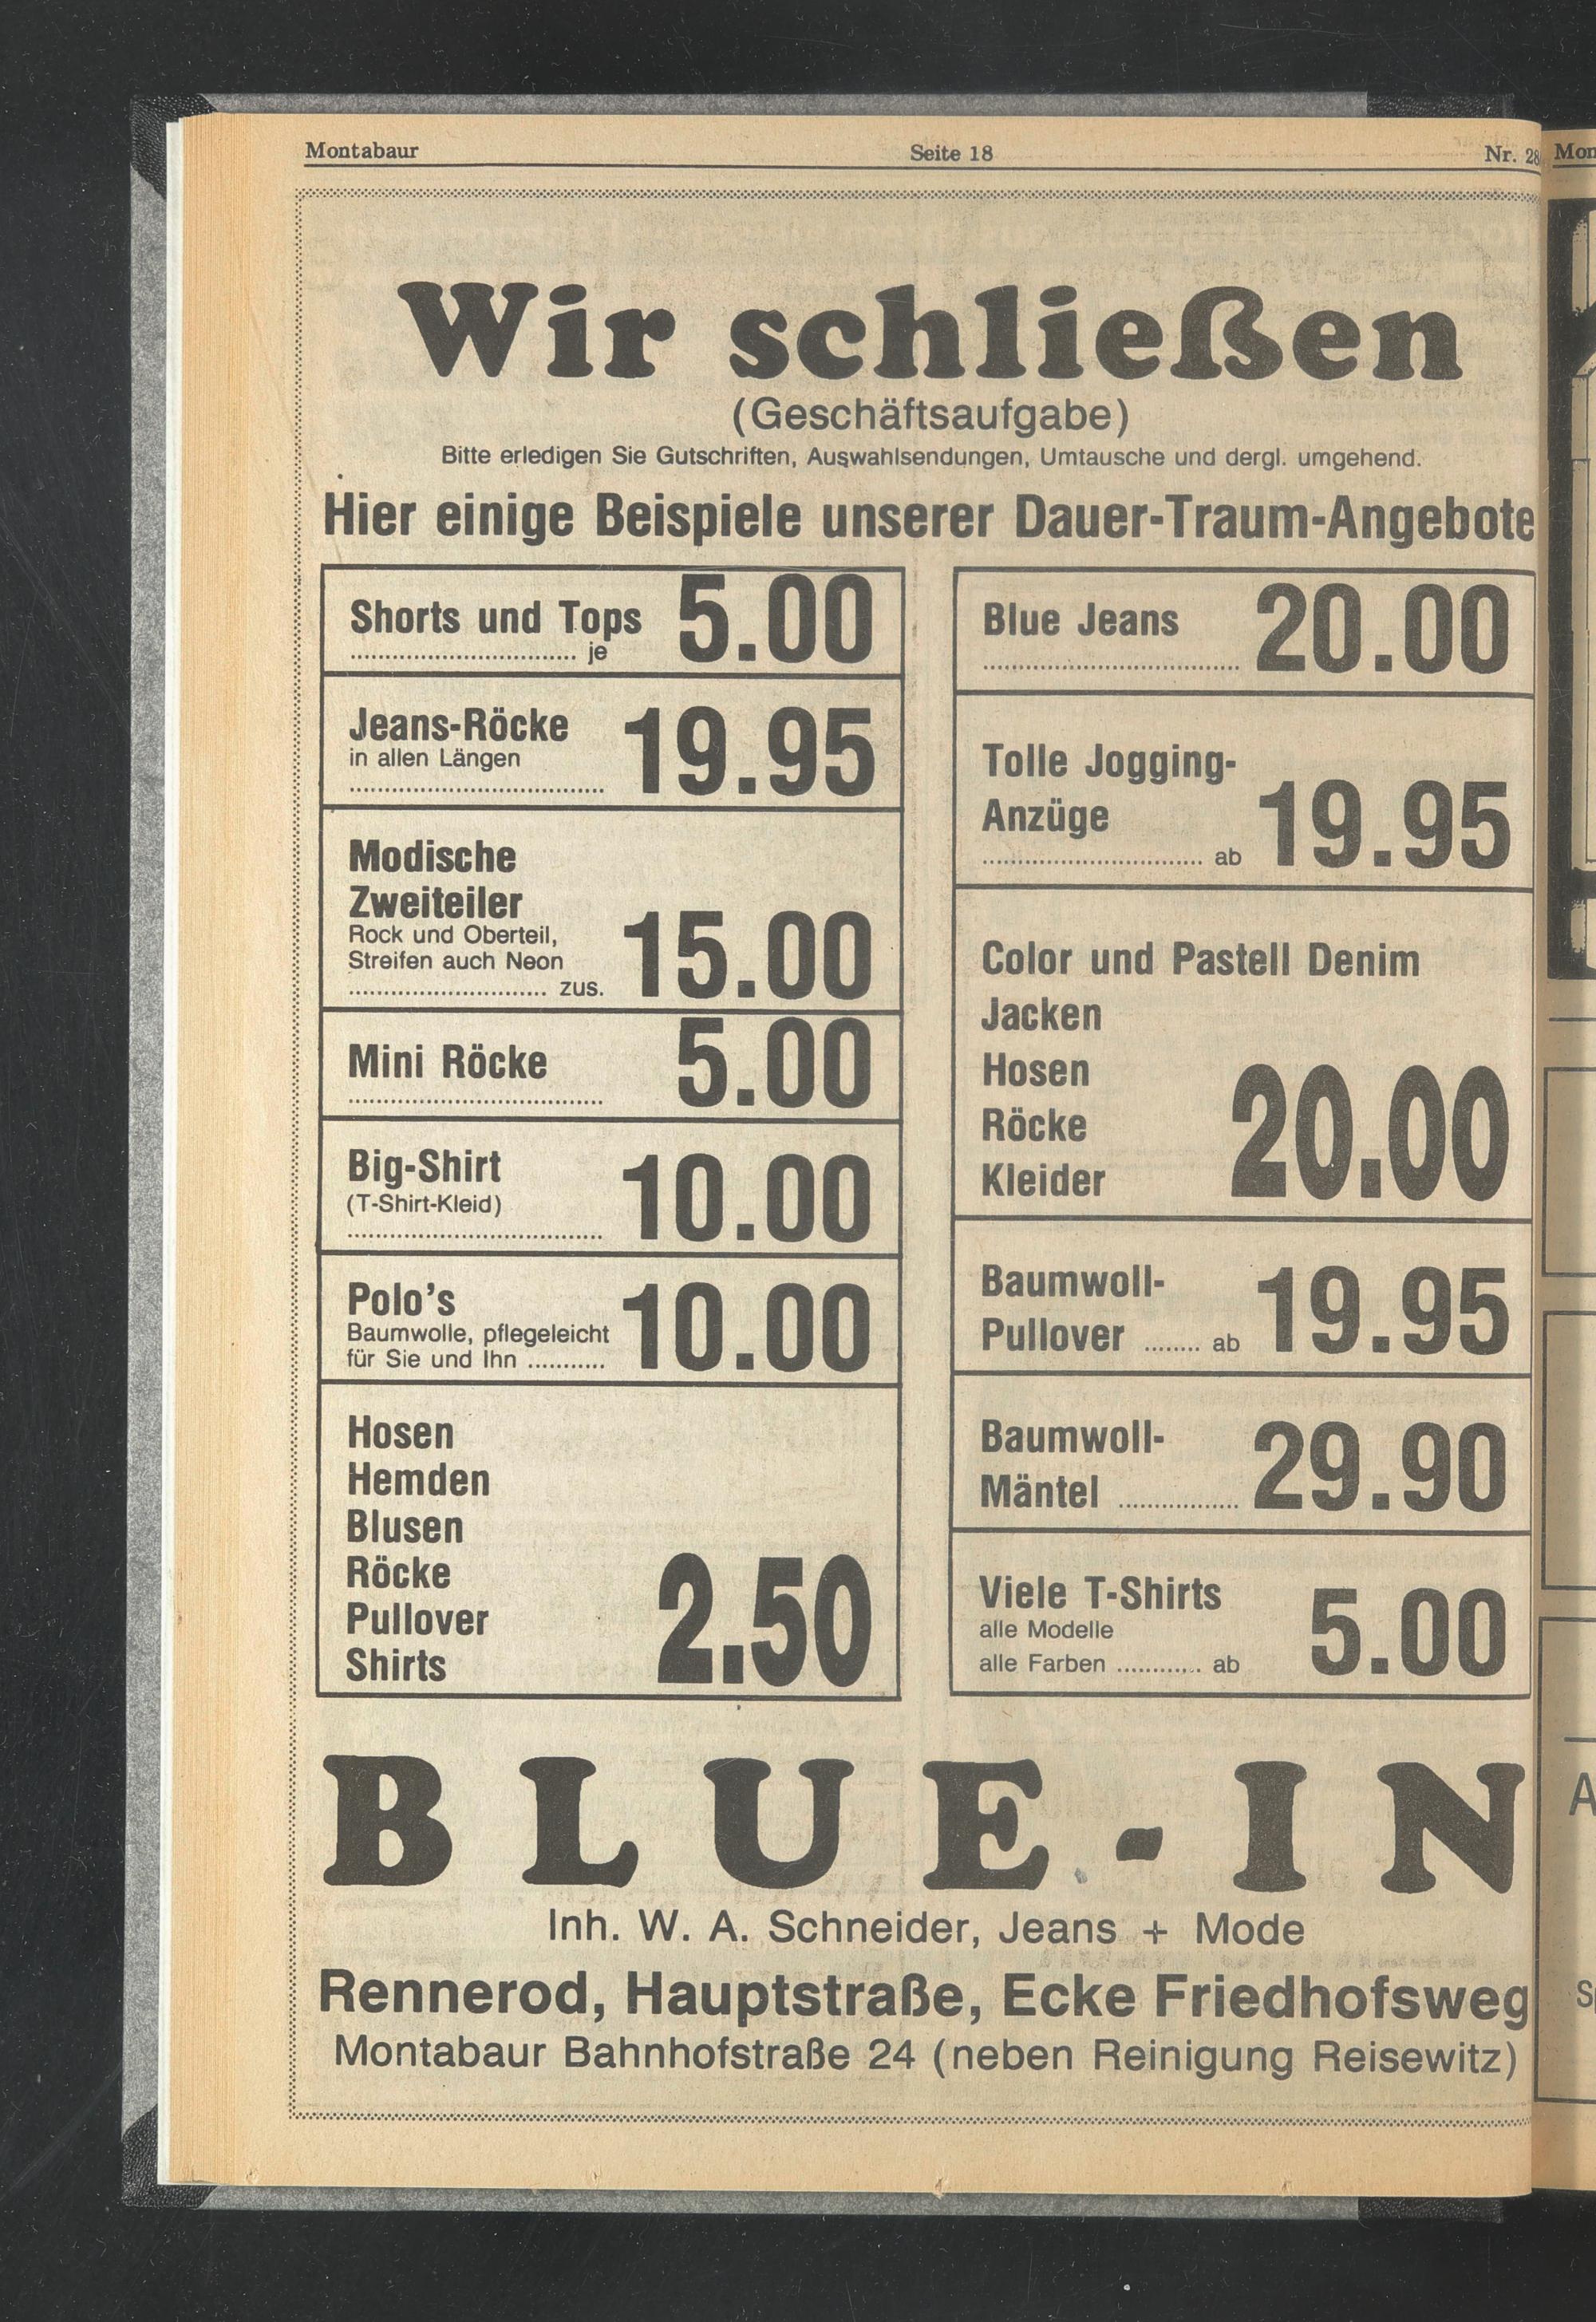 Montabaur Seite 18 Nr. 28
Wir schließen
(Geschäftsaufgabe)
Bitte erledigen Sie Gutschriften, Auswahlsendungen, Umtausche und dergl. umgehend.
Hier einige Beispiele unserer Dauer-Traum-Angebote
Shorts und Tops 5.00
.................... je
Jeans-Röcke 19.95
in allen Längen
....................
Modische
Zweiteiler
Rock und Oberteil, 15.00
Streifen auch Neon
.................... zus.
Mini Röcke 5.00
....................
Big-Shirt 10.00
(T-Shirt-Kleid)
....................
Polo's 10.00
Baumwolle, pflegeleicht
für Sie und Ihn ...........
Hosen
Hemden
Blusen
Röcke
Pullover 2.50
Shirts
Blue Jeans 20.00
....................
Tolle Jogging-
Anzüge 19.95
.................... ab
Color und Pastell Denim
Jacken
Hosen
Röcke 20.00
Kleider
Baumwoll-
Pullover ........ ab 19.95
Baumwoll-
Mäntel ................. 29.90
Viele T-Shirts 5.00
alle Modelle
alle Farben ............ ab
BLUE-IN
Inh. W. A. Schneider, Jeans + Mode
Rennerod, Hauptstraße, Ecke Friedhofsweg
Montabaur Bahnhofstraße 24 (neben Reinigung Reisewitz)